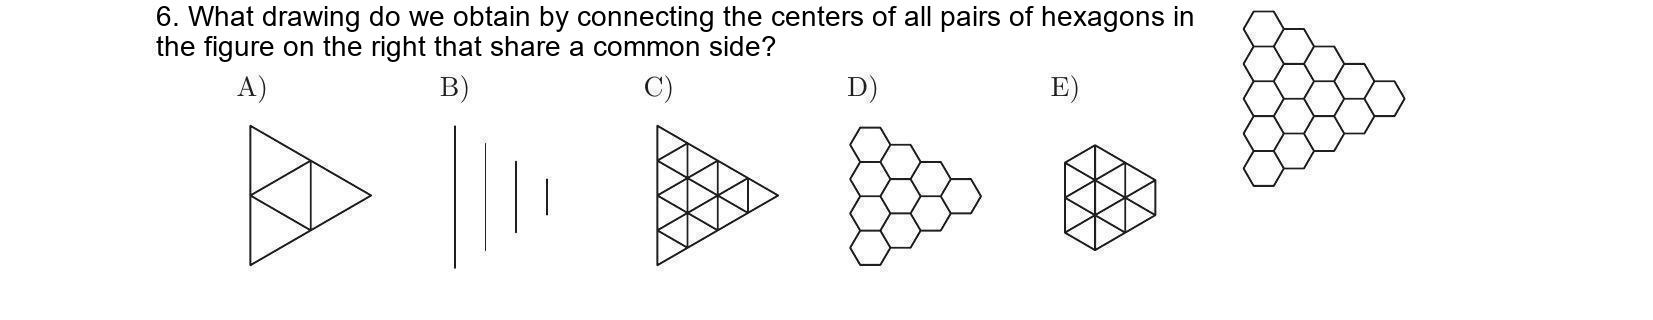 6. What drawing do we obtain by connecting the centers of all pairs of hexagons in
the figure on the right that share a common side?
A) B) C) D) E)